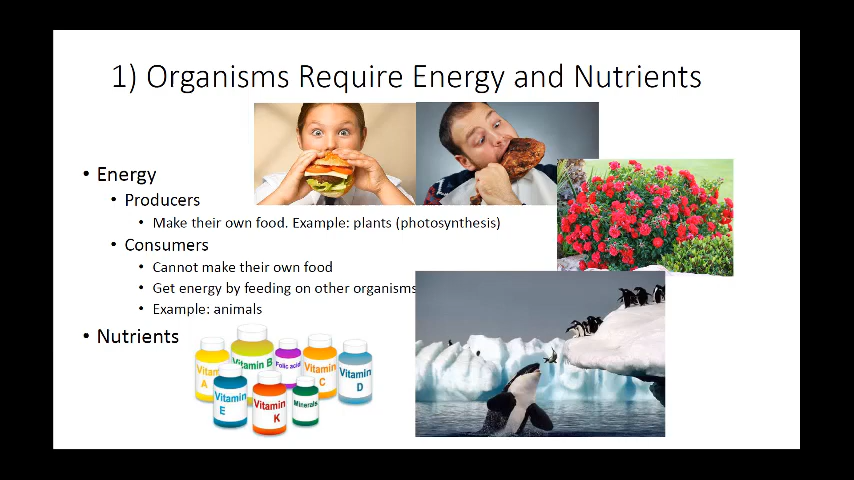 1) Organisms Require Energy and Nutrients
• Energy
• Producers
• Make their own food. Example: plants (photosynthesis)
• Consumers
• Cannot make their own food
• Get energy by feeding on other organisms
• Example: animals
• Nutrients
Vitamin B
Folic acid
Vitamin C
Vitamin D
A
Vitamin E
Vitamin K
Minerals